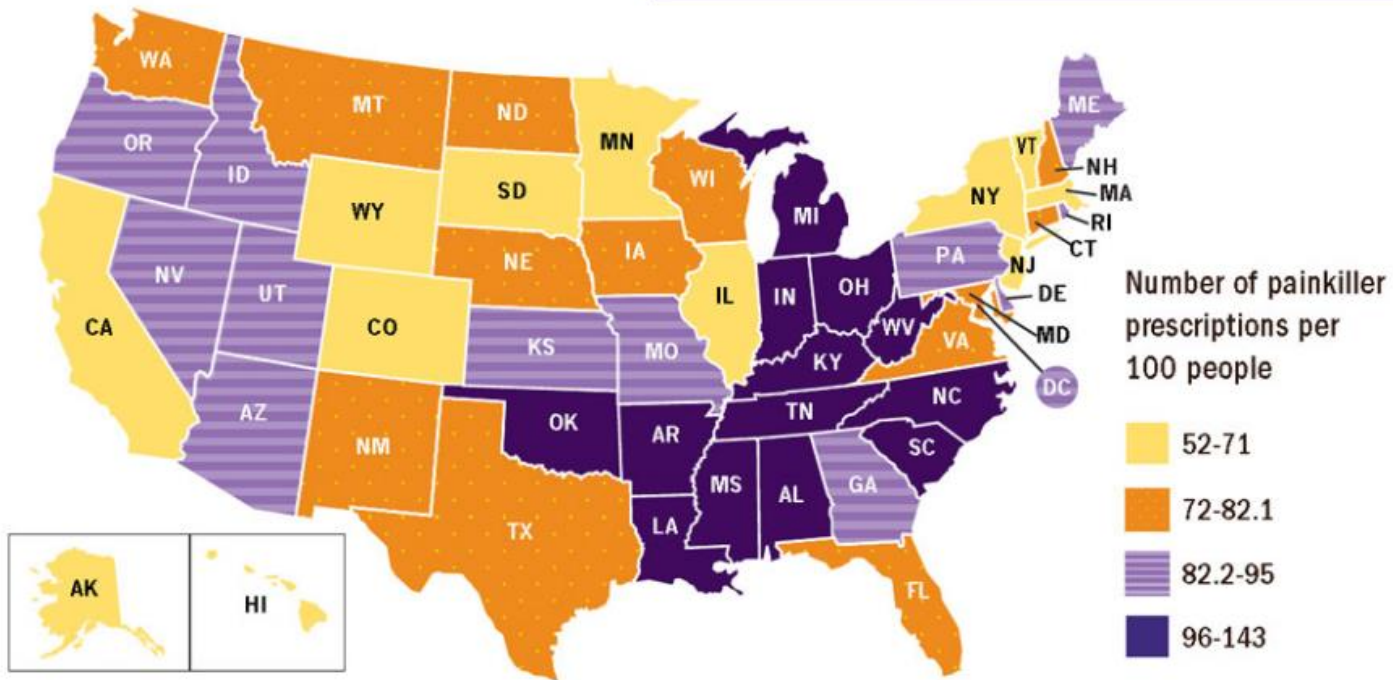 WA
MT
ND
MN
ME
OR
ID
SD
WI
VT
NH
NY
MA
WY
MI
RI
CT
NE
IA
PA
NJ
NV
UT
IL
IN
OH
DE
CA
CO
WV
MD
KS
MO
VA
KY
DC
AZ
NM
OK
AR
TN
NC
SC
MS
AL
GA
TX
LA
FL
AK
HI
Number of painkiller
prescriptions per
100 people
52-71
72-82.1
82.2-95
96-143